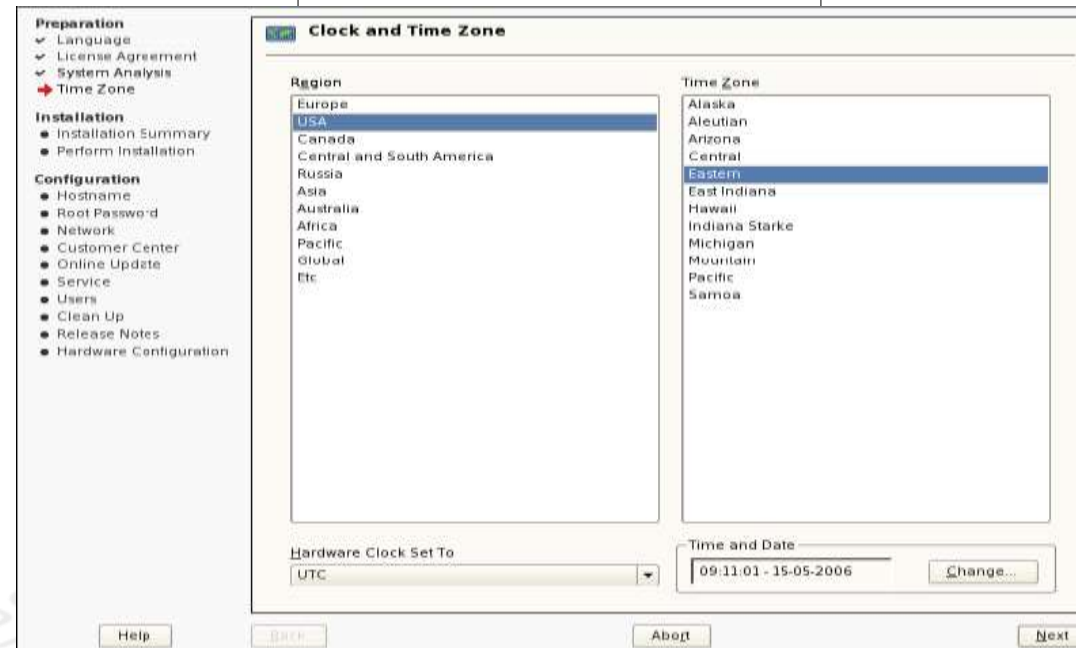 Preparation
Language
License Agreement
System Analysis
Time Zone
Installation
Installation Summary
Perform Installation
Configuration
Hostname
Root Password
Network
Customer Center
Online Update
Service
Users
Clean Up
Release Notes
Hardware Configuration
Clock and Time Zone
Region
Europe
USA
Canada
Central and South America
Russia
Asia
Australia
Africa
Pacific
Global
Etc
Time Zone
Alaska
Aleutian
Arizona
Central
Eastern
East Indiana
Hawaii
Indiana Starke
Michigan
Mountain
Pacific
Samoa
Hardware Clock Set To
UTC
Time and Date
09:11:01 - 15-05-2006
Change...
Help
Back
Abort
Next